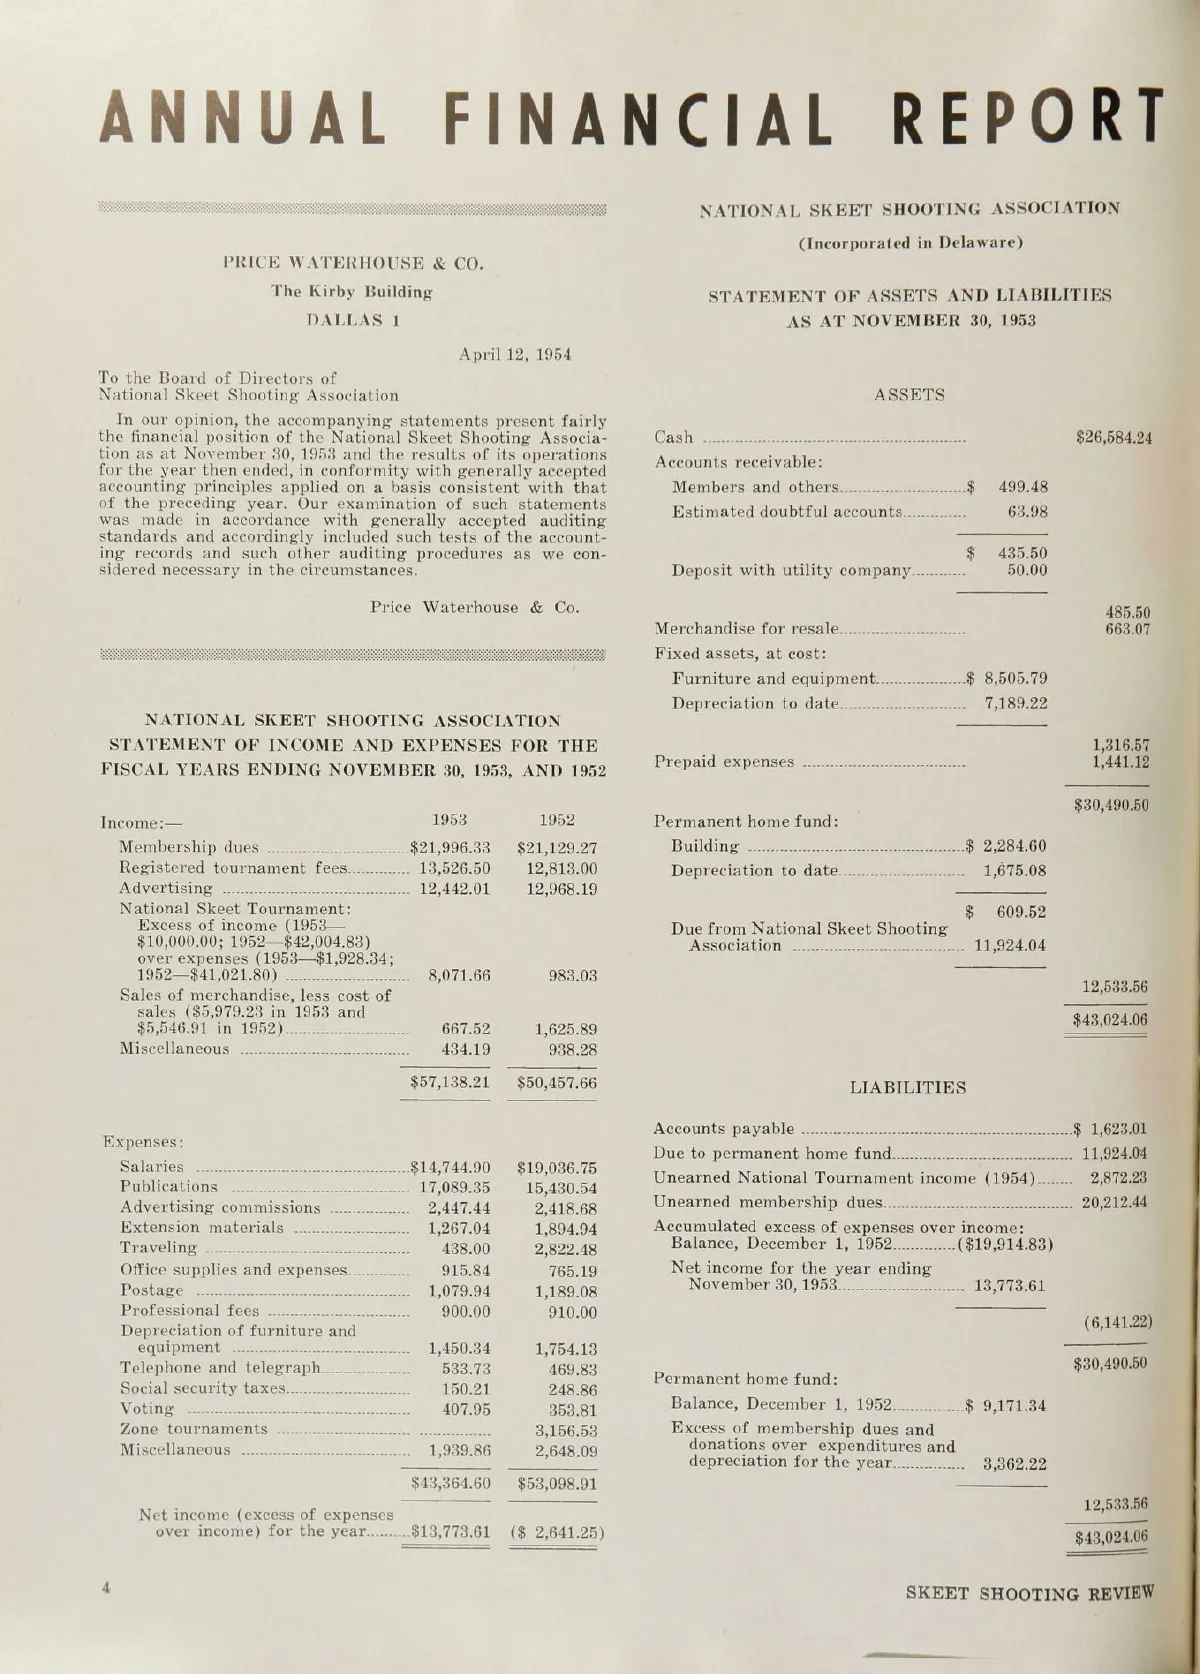 ANNUAL FINANCIAL REPORT
PRICE WATERHOUSE & CO.
The Kirby Building
DALLAS 1
April 12, 1954
To the Board of Directors of
National Skeet Shooting Association
In our opinion, the accompanying statements present fairly
the financial position of the National Skeet Shooting Associa-
tion as at November 30, 1953 and the results of its operations
for the year then ended, in conformity with generally accepted
accounting principles applied on a basis consistent with that
of the preceding year. Our examination of such statements
was made in accordance with generally accepted auditing
standards and accordingly included such tests of the account-
ing records and such other auditing procedures as we con-
sidered necessary in the circumstances.
Price Waterhouse & Co.
NATIONAL SKEET SHOOTING ASSOCIATION
STATEMENT OF INCOME AND EXPENSES FOR THE
FISCAL YEARS ENDING NOVEMBER 30, 1953, AND 1952
Income:— 1953 1952
Membership dues $21,996.33 $21,129.27
Registered tournament fees 13,526.50 12,813.00
Advertising 12,442.01 12,968.19
National Skeet Tournament:
Excess of income (1953—
$10,000.00; 1952—$42,004.83)
over expenses (1953—$1,928.34;
1952—$41,021.80) 8,071.66 983.03
Sales of merchandise, less cost of
sales ($5,979.23 in 1953 and
$5,546.91 in 1952) 667.52 1,625.89
Miscellaneous 434.19 938.28
$57,138.21 $50,457.66
Expenses:
Salaries $14,744.90 $19,036.75
Publications 17,089.35 15,430.54
Advertising commissions 2,447.44 2,418.68
Extension materials 1,267.04 1,894.94
Traveling 438.00 2,822.48
Office supplies and expenses 915.84 765.19
Postage 1,079.94 1,189.08
Professional fees 900.00 910.00
Depreciation of furniture and
equipment 1,450.34 1,754.13
Telephone and telegraph 533.73 469.83
Social security taxes 150.21 248.86
Voting 407.95 353.81
Zone tournaments 3,156.53
Miscellaneous 1,939.86 2,648.09
$43,364.60 $53,098.91
Net income (excess of expenses
over income) for the year $13,773.61 ($ 2,641.25)
4
NATIONAL SKEET SHOOTING ASSOCIATION
(Incorporated in Delaware)
STATEMENT OF ASSETS AND LIABILITIES
AS AT NOVEMBER 30, 1953
ASSETS
Cash $26,584.24
Accounts receivable:
Members and others $ 499.48
Estimated doubtful accounts 63.98
$ 435.50
Deposit with utility company 50.00
485.50
Merchandise for resale 663.07
Fixed assets, at cost:
Furniture and equipment $ 8,505.79
Depreciation to date 7,189.22
1,316.57
Prepaid expenses 1,441.12
$30,490.50
Permanent home fund:
Building $ 2,284.60
Depreciation to date 1,675.08
$ 609.52
Due from National Skeet Shooting
Association 11,924.04
12,533.56
$43,024.06
LIABILITIES
Accounts payable $ 1,623.01
Due to permanent home fund 11,924.04
Unearned National Tournament income (1954) 2,872.23
Unearned membership dues 20,212.44
Accumulated excess of expenses over income:
Balance, December 1, 1952 ($19,914.83)
Net income for the year ending
November 30, 1953 13,773.61
(6,141.22)
$30,490.50
Permanent home fund:
Balance, December 1, 1952 $ 9,171.34
Excess of membership dues and
donations over expenditures and
depreciation for the year 3,362.22
12,533.56
$43,024.06
SKEET SHOOTING REVIEW